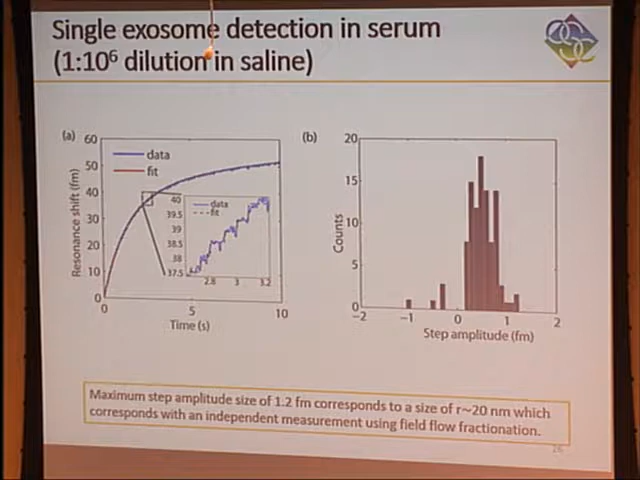 Single exosome detection in serum
(1:10⁶ dilution in saline)
(a)
60
50
40
30
20
10
0
Resonance shift (fm)
data
fit
40
39.5
39
38.5
38
37.5
data
fit
2.8 3 3.2
0 5 10
Time (s)
(b)
20
15
10
5
0
Counts
−2 −1 0 1 2
Step amplitude (fm)
Maximum step amplitude size of 1.2 fm corresponds to a size of r~20 nm which
corresponds with an independent measurement using field flow fractionation.
26